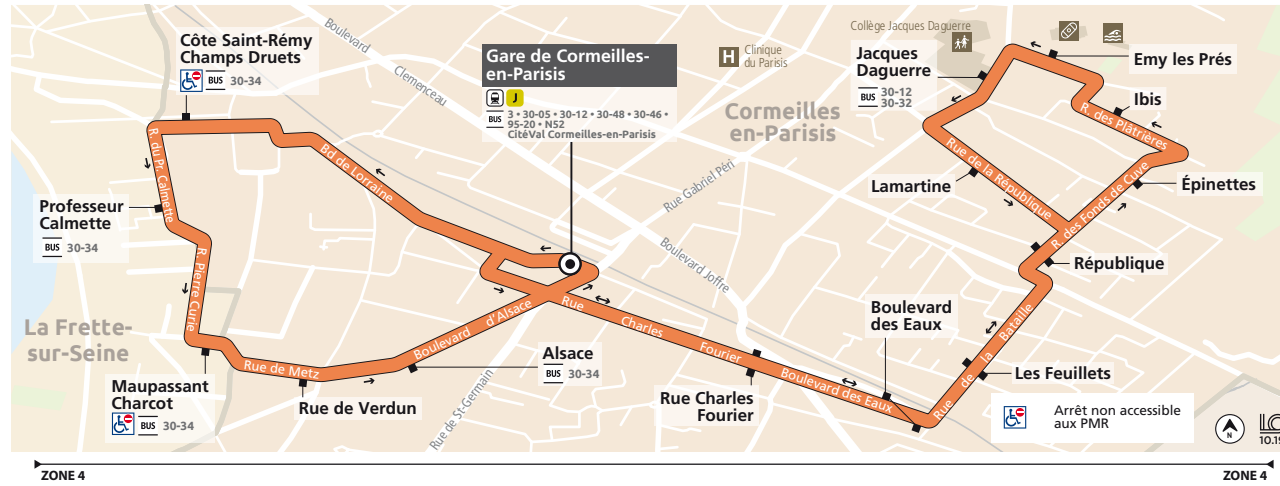 Côte Saint-Rémy
Champs Druets
BUS 30-34
Boulevard
Clemenceau
Gare de Cormeilles-
en-Parisis
J
BUS 3 • 30-05 • 30-12 • 30-48 • 30-46 •
95-20 • N52
CitéVal Cormeilles-en-Parisis
H Clinique
du Parisis
Collège Jacques Daguerre
Jacques
Daguerre
BUS 30-12
30-32
Emy les Prés
Ibis
R. des Plâtrières
Cormeilles
en-Parisis
R. du Pr. Calmette
Bd de Lorraine
Rue Gabriel Péri
Rue de la République
Lamartine
R. des Fonds de Cuve
Épinettes
Professeur
Calmette
BUS 30-34
R. Pierre Curie
Boulevard Joffre
République
La Frette-
sur-Seine
Boulevard d'Alsace
Rue Charles Fourier
Boulevard
des Eaux
Rue de la Bataille
Rue de Metz
Alsace
BUS 30-34
Boulevard des Eaux
Les Feuillets
Maupassant
Charcot
BUS 30-34
Rue de Verdun
Rue de St-Germain
Rue Charles
Fourier
Arrêt non accessible
aux PMR
N
ZONE 4
ZONE 4